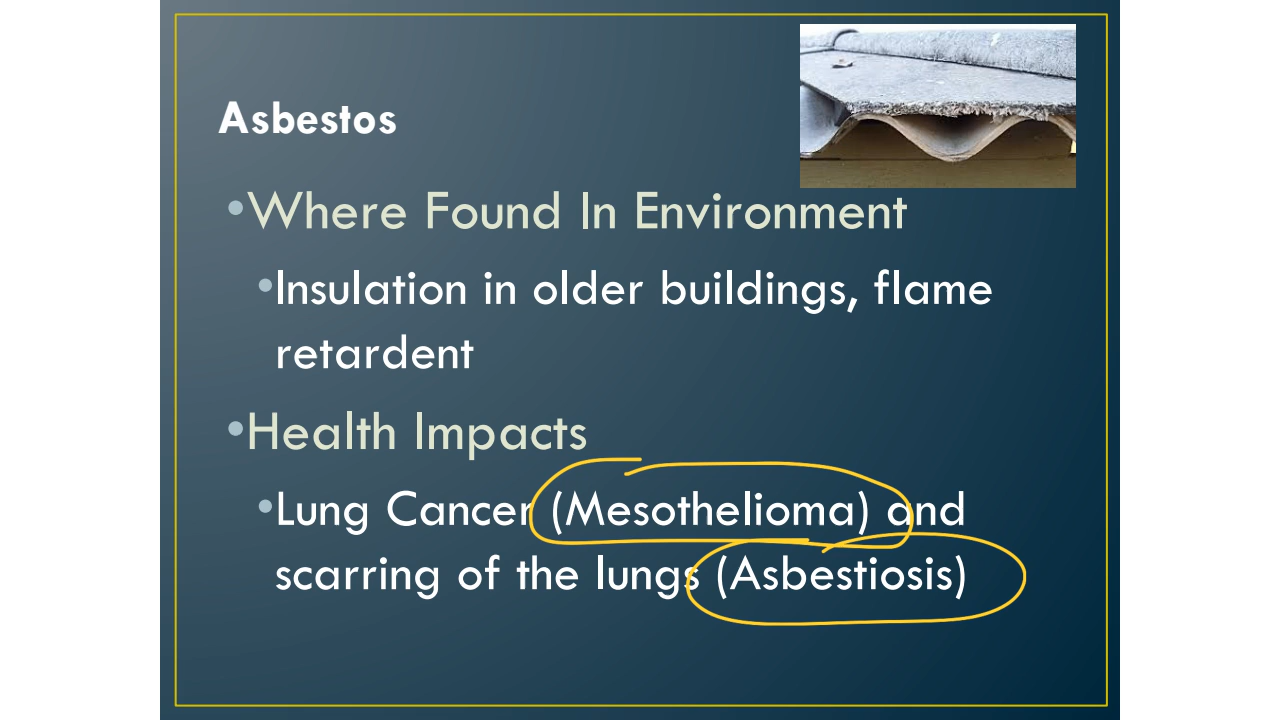 Asbestos
•Where Found In Environment
•Insulation in older buildings, flame
retardent
•Health Impacts
•Lung Cancer (Mesothelioma) and
scarring of the lungs (Asbestiosis)